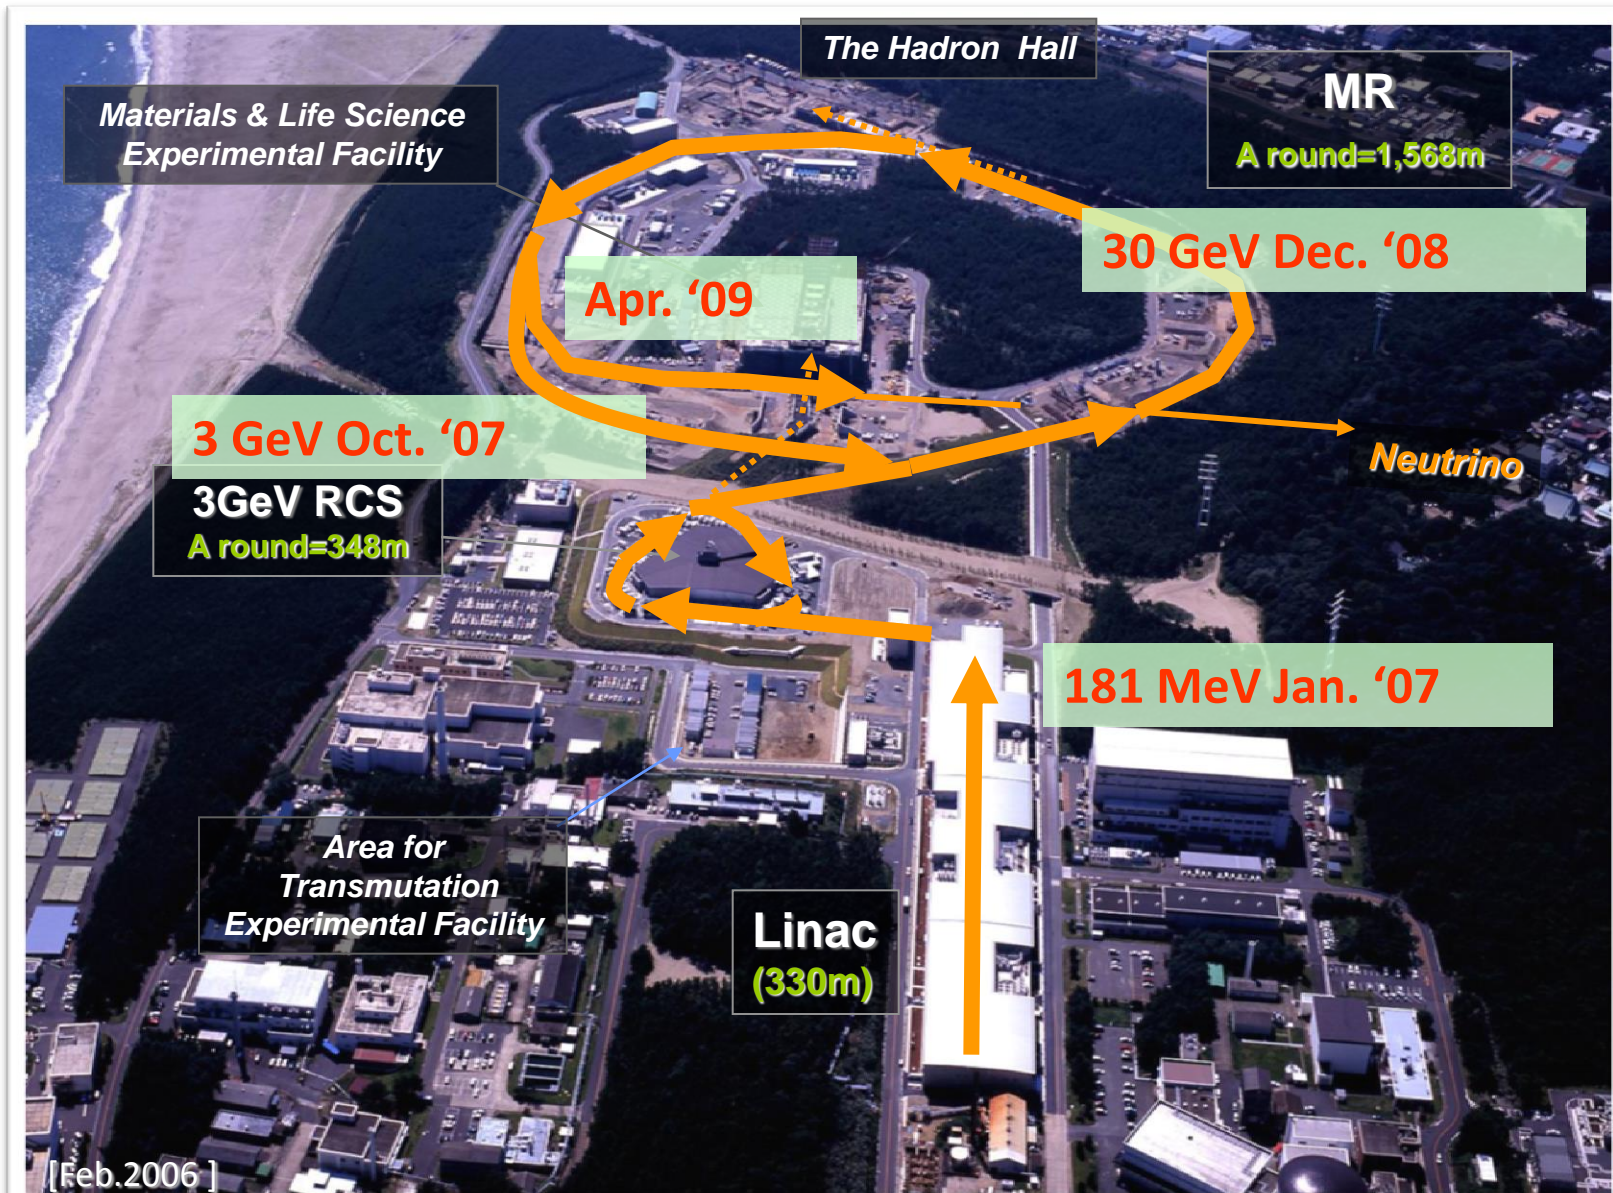 The Hadron Hall
MR
A round=1,568m
Materials & Life Science
Experimental Facility
30 GeV Dec. ‘08
Apr. ‘09
3 GeV Oct. ‘07
Neutrino
3GeV RCS
A round=348m
181 MeV Jan. ‘07
Area for
Transmutation
Experimental Facility
Linac
(330m)
[Feb.2006 ]